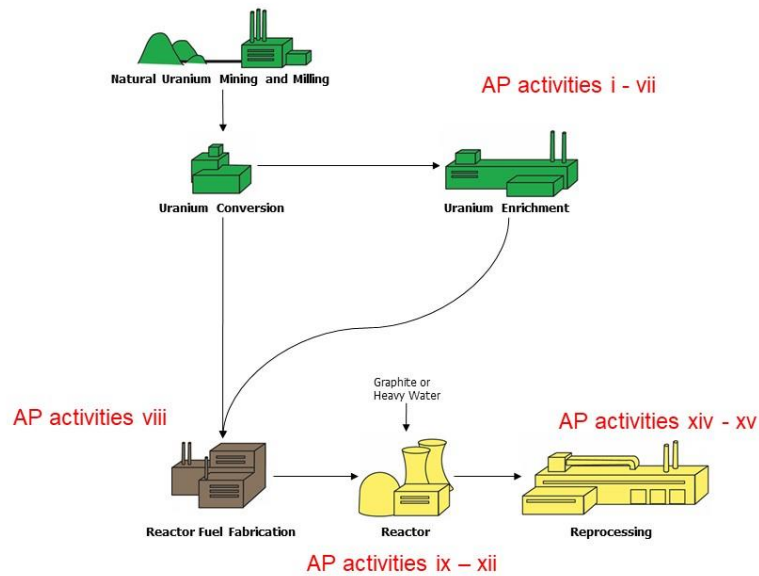 Natural Uranium Mining and Milling
AP activities i - vii
Uranium Conversion
Uranium Enrichment
Graphite or
Heavy Water
AP activities viii
AP activities xiv - xv
Reactor Fuel Fabrication
Reactor
Reprocessing
AP activities ix – xii